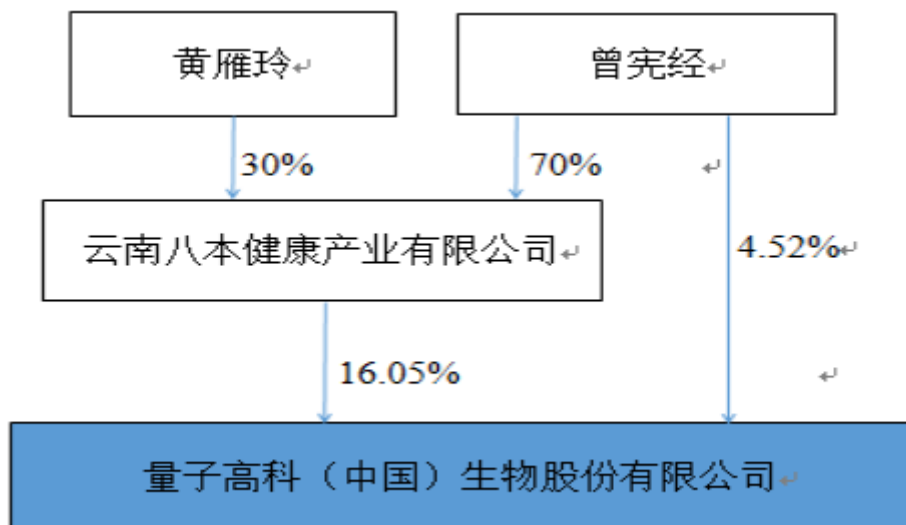 黄雁玲
曾宪经
30%
70%
云南八本健康产业有限公司
4.52%
16.05%
量子高科（中国）生物股份有限公司